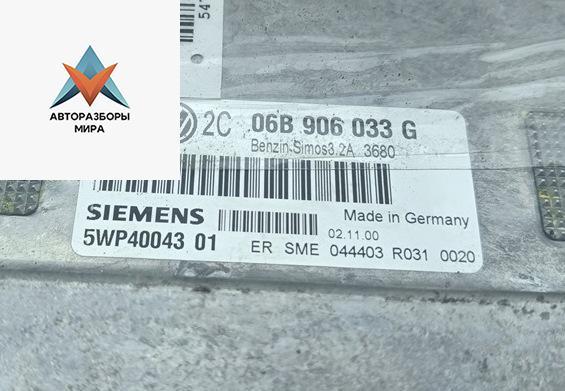 АВТОРАЗБОРЫ
МИРА
2C 06B 906 033 G
Benzin-Simos3.2A 3680
SIEMENS
Made in Germany
5WP40043 01
02.11.00
ER SME 044403 R031 0020